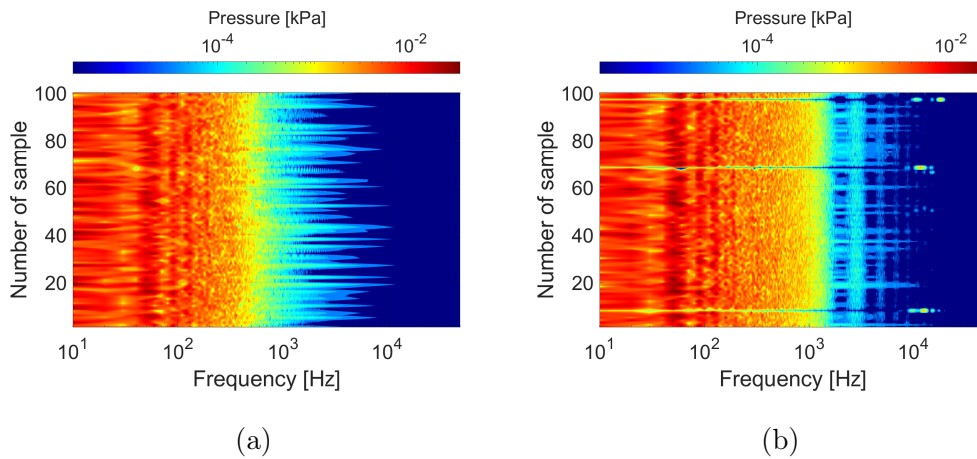 Pressure [kPa]
10^-4 10^-2
Number of sample
100
80
60
40
20
10^1 10^2 10^3 10^4
Frequency [Hz]
(a)
Pressure [kPa]
10^-4 10^-2
Number of sample
100
80
60
40
20
10^1 10^2 10^3 10^4
Frequency [Hz]
(b)